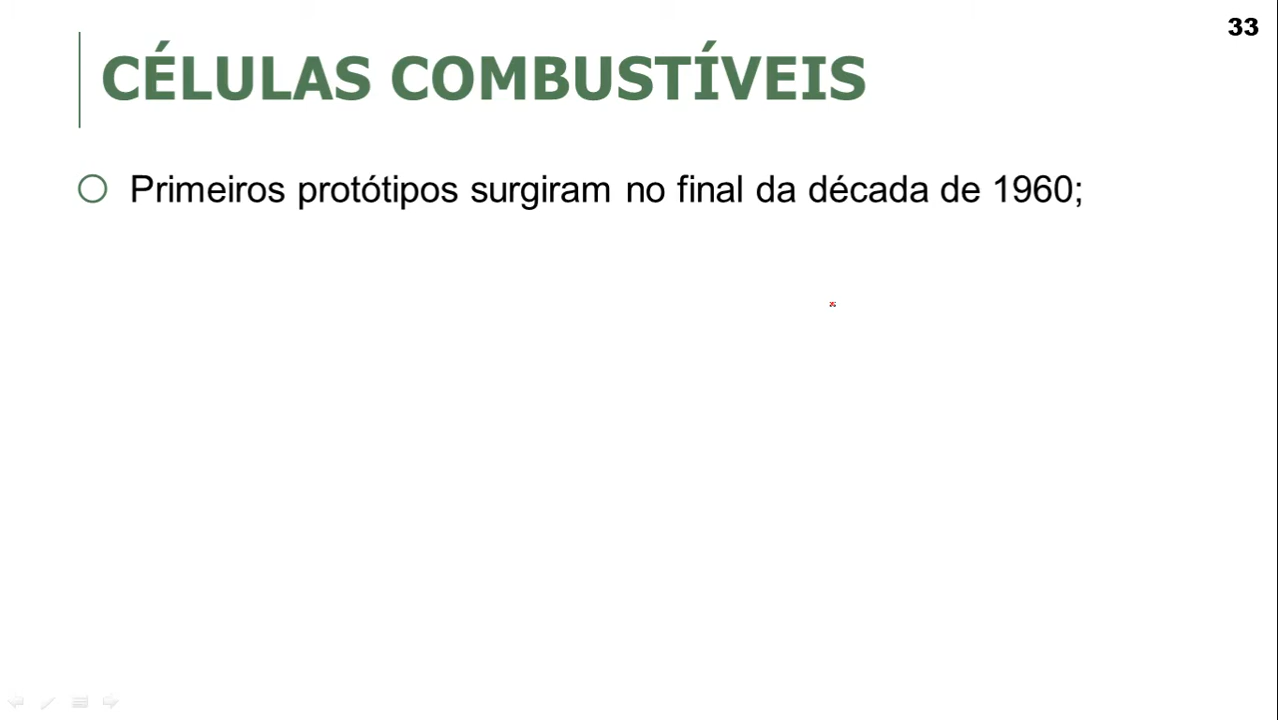 33
CÉLULAS COMBUSTÍVEIS
Primeiros protótipos surgiram no final da década de 1960;